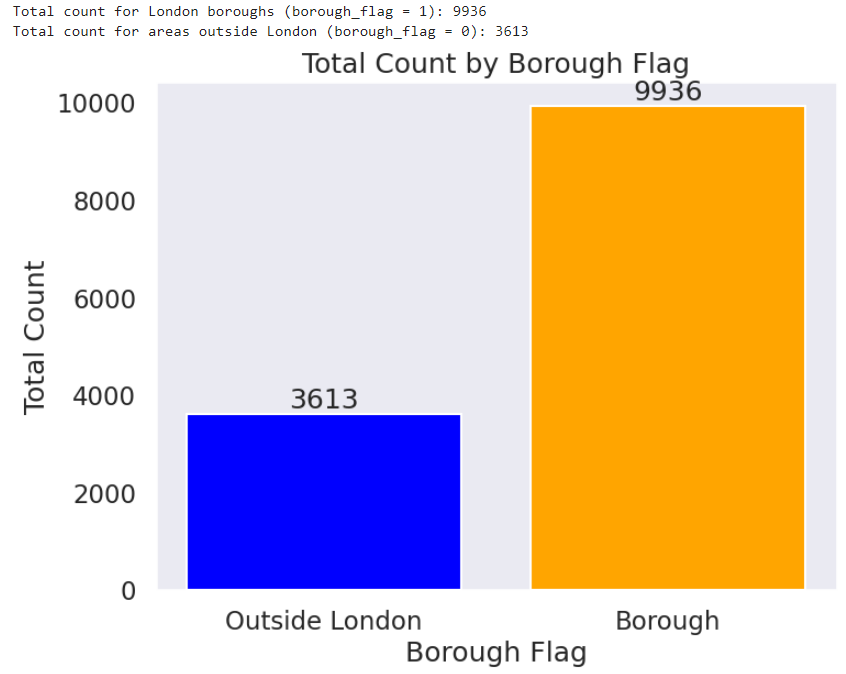 Total count for London boroughs (borough_flag = 1): 9936
Total count for areas outside London (borough_flag = 0): 3613
Total Count by Borough Flag
9936
10000
8000
6000
4000
3613
2000
0
Total Count
Outside London
Borough
Borough Flag